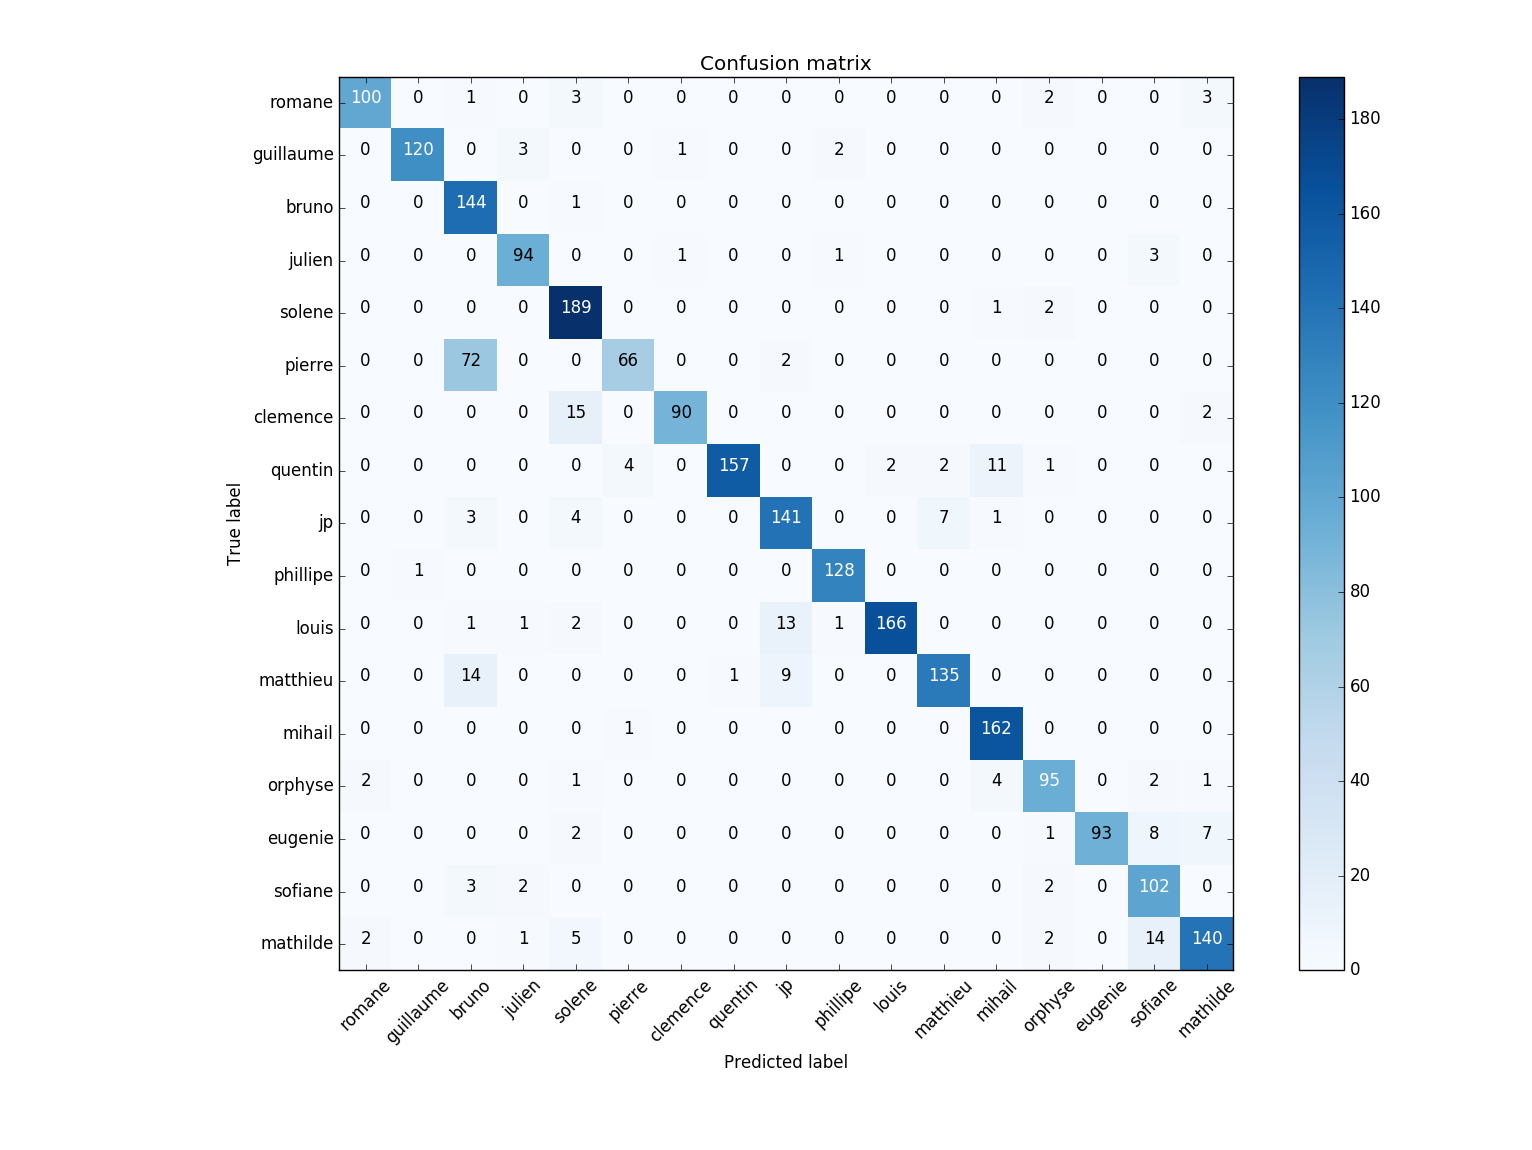 Confusion matrix
romane 100 0 1 0 3 0 0 0 0 0 0 0 0 2 0 0 3
guillaume 0 120 0 3 0 0 1 0 0 2 0 0 0 0 0 0 0
bruno 0 0 144 0 1 0 0 0 0 0 0 0 0 0 0 0 0
julien 0 0 0 94 0 0 1 0 0 1 0 0 0 0 0 3 0
solene 0 0 0 0 189 0 0 0 0 0 0 0 1 2 0 0 0
pierre 0 0 72 0 0 66 0 0 2 0 0 0 0 0 0 0 0
clemence 0 0 0 0 15 0 90 0 0 0 0 0 0 0 0 0 2
quentin 0 0 0 0 0 4 0 157 0 0 2 2 11 1 0 0 0
jp 0 0 3 0 4 0 0 0 141 0 0 7 1 0 0 0 0
phillipe 0 1 0 0 0 0 0 0 0 128 0 0 0 0 0 0 0
louis 0 0 1 1 2 0 0 0 13 1 166 0 0 0 0 0 0
matthieu 0 0 14 0 0 0 0 1 9 0 0 135 0 0 0 0 0
mihail 0 0 0 0 0 1 0 0 0 0 0 0 162 0 0 0 0
orphyse 2 0 0 0 1 0 0 0 0 0 0 0 4 95 0 2 1
eugenie 0 0 0 0 2 0 0 0 0 0 0 0 0 1 93 8 7
sofiane 0 0 3 2 0 0 0 0 0 0 0 0 0 2 0 102 0
mathilde 2 0 0 1 5 0 0 0 0 0 0 0 0 2 0 14 140
True label
romane guillaume bruno julien solene pierre clemence quentin jp phillipe louis matthieu mihail orphyse eugenie sofiane mathilde
Predicted label
180
160
140
120
100
80
60
40
20
0